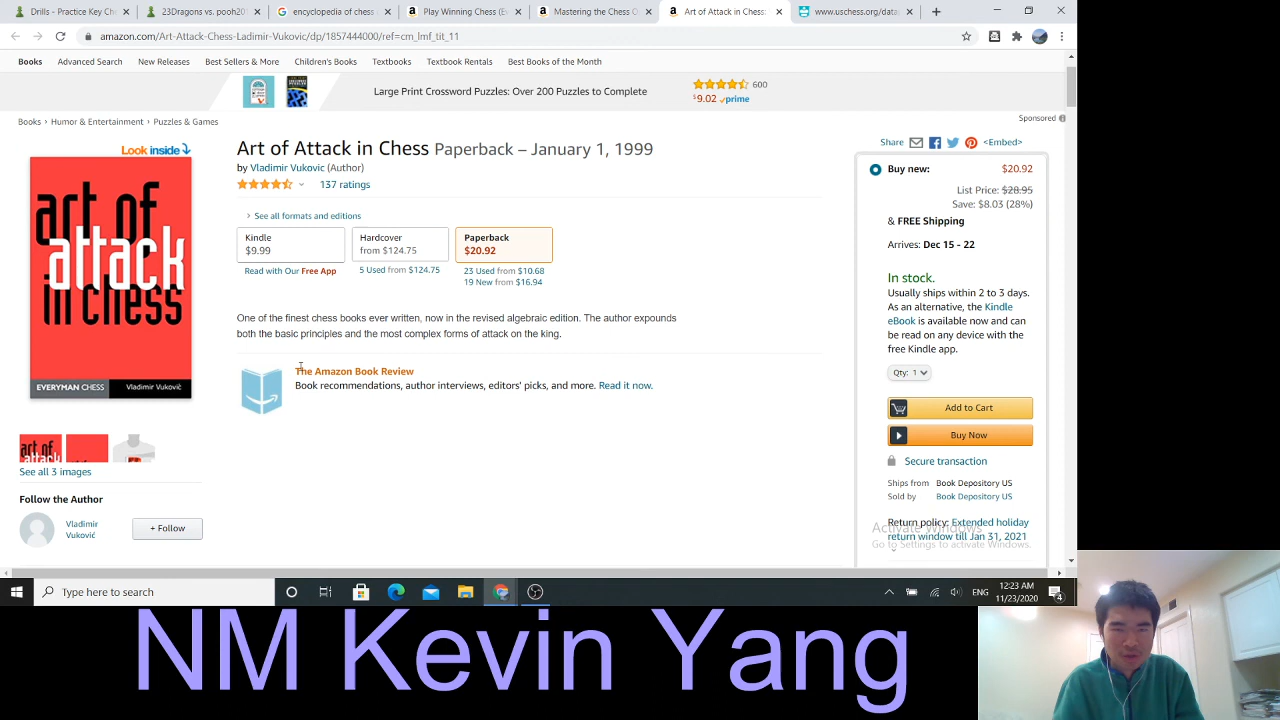 Drills - Practice Key Ch
23Dragons vs. pooh201
encyclopedia of chess
Play Winning Chess (E
Mastering the Chess O
Art of Attack in Chess:
www.uschess.org/data
amazon.com/Art-Attack-Chess-Ladimir-Vukovic/dp/1857444000/ref=cm_lmf_tit_11
Books Advanced Search New Releases Best Sellers & More Children's Books Textbooks Textbook Rentals Best Books of the Month
Large Print Crossword Puzzles: Over 200 Puzzles to Complete
600
$9.02 prime
Sponsored
Books › Humor & Entertainment › Puzzles & Games
Look inside
Share <Embed>
art of
attack
in chess
EVERYMAN CHESS Vladimir Vuković
Art of Attack in Chess Paperback – January 1, 1999
by Vladimir Vukovic (Author)
137 ratings
› See all formats and editions
Kindle
$9.99
Read with Our Free App
Hardcover
from $124.75
5 Used from $124.75
Paperback
$20.92
23 Used from $10.68
19 New from $16.94
One of the finest chess books ever written, now in the revised algebraic edition. The author expounds
both the basic principles and the most complex forms of attack on the king.
The Amazon Book Review
Book recommendations, author interviews, editors' picks, and more. Read it now.
art of
See all 3 images
Follow the Author
Vladimir
Vuković
+ Follow
Buy new: $20.92
List Price: $28.95
Save: $8.03 (28%)
& FREE Shipping
Arrives: Dec 15 - 22
In stock.
Usually ships within 2 to 3 days.
As an alternative, the Kindle
eBook is available now and can
be read on any device with the
free Kindle app.
Qty: 1
Add to Cart
Buy Now
Secure transaction
Ships from Book Depository US
Sold by Book Depository US
Return policy: Extended holiday
return window till Jan 31, 2021
Activate Windows
Go to Settings to activate Windows.
Type here to search
ENG
12:23 AM
11/23/2020
4
NM Kevin Yang